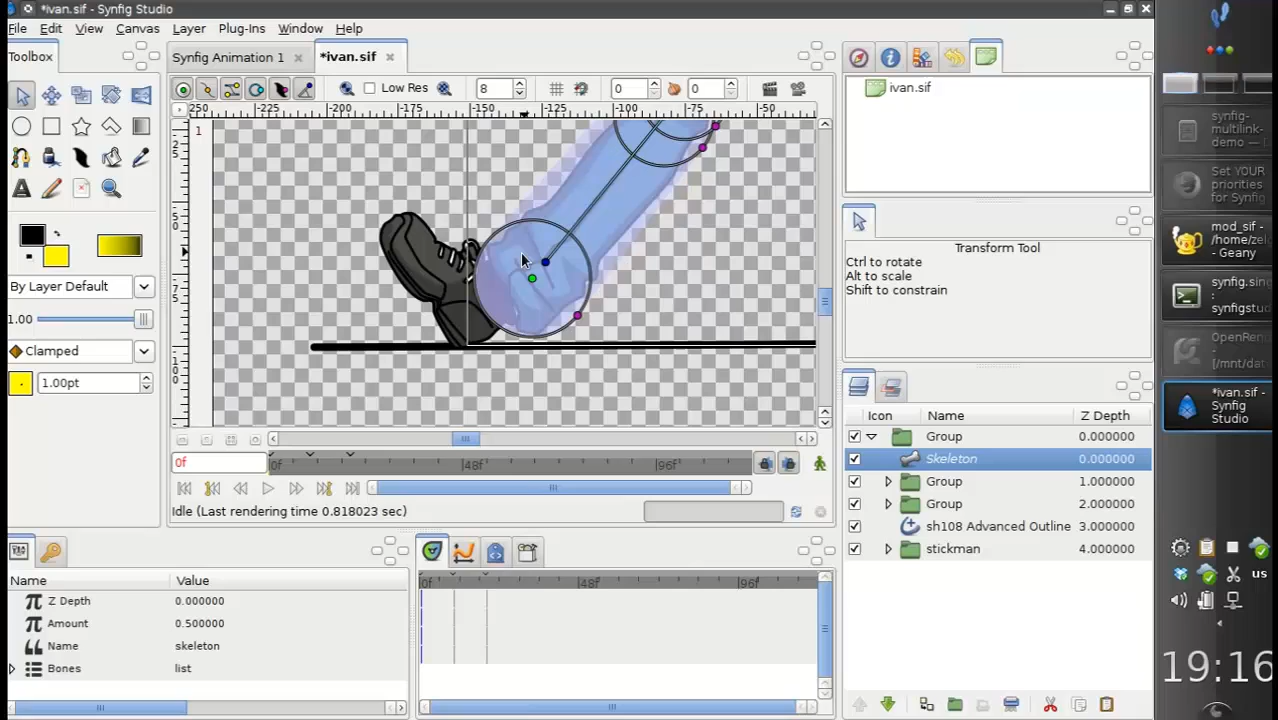 *ivan.sif - Synfig Studio
File Edit View Canvas Layer Plug-Ins Window Help
Toolbox
Synfig Animation 1
*ivan.sif
Low Res
8
0
0
250 -225 -200 -175 -150 -125 -100 -75 -50
1
By Layer Default
1.00
Clamped
1.00pt
0f
0f 48f 96f
Idle (Last rendering time 0.818023 sec)
ivan.sif
Transform Tool
Ctrl to rotate
Alt to scale
Shift to constrain
Icon Name Z Depth
Group 0.000000
Skeleton 0.000000
Group 1.000000
Group 2.000000
sh108 Advanced Outline 3.000000
stickman 4.000000
Name Value
Z Depth 0.000000
Amount 0.500000
Name skeleton
Bones list
0f 48f 96f
synfig-
multilink-
demo —
Set YOUR
priorities
for Synfig
mod_sif -
/home/zel
- Geany
synfig.sing
:
synfigstud
OpenRend
- [/mnt/dat
*ivan.sif -
Synfig
Studio
us
19:16